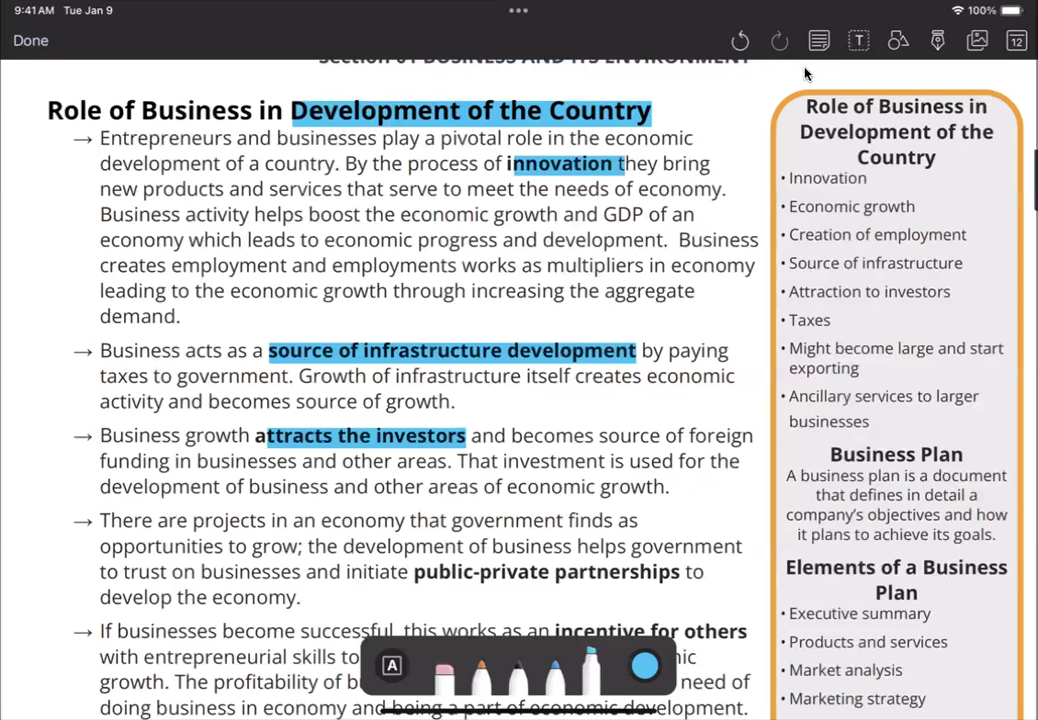 9:41 AM Tue Jan 9
100%
Done
T
12
Section 01 BUSINESS AND ITS ENVIRONMENT
Role of Business in Development of the Country
→ Entrepreneurs and businesses play a pivotal role in the economic
development of a country. By the process of innovation they bring
new products and services that serve to meet the needs of economy.
Business activity helps boost the economic growth and GDP of an
economy which leads to economic progress and development. Business
creates employment and employments works as multipliers in economy
leading to the economic growth through increasing the aggregate
demand.
→ Business acts as a source of infrastructure development by paying
taxes to government. Growth of infrastructure itself creates economic
activity and becomes source of growth.
→ Business growth attracts the investors and becomes source of foreign
funding in businesses and other areas. That investment is used for the
development of business and other areas of economic growth.
→ There are projects in an economy that government finds as
opportunities to grow; the development of business helps government
to trust on businesses and initiate public-private partnerships to
develop the economy.
→ If businesses become successful, this works as an incentive for others
with entrepreneurial skills to
growth. The profitability of need of
doing business in economy and being a part of economic development.
A
Role of Business in
Development of the
Country
• Innovation
• Economic growth
• Creation of employment
• Source of infrastructure
• Attraction to investors
• Taxes
• Might become large and start
exporting
• Ancillary services to larger
businesses
Business Plan
A business plan is a document
that defines in detail a
company's objectives and how
it plans to achieve its goals.
Elements of a Business
Plan
• Executive summary
• Products and services
• Market analysis
• Marketing strategy